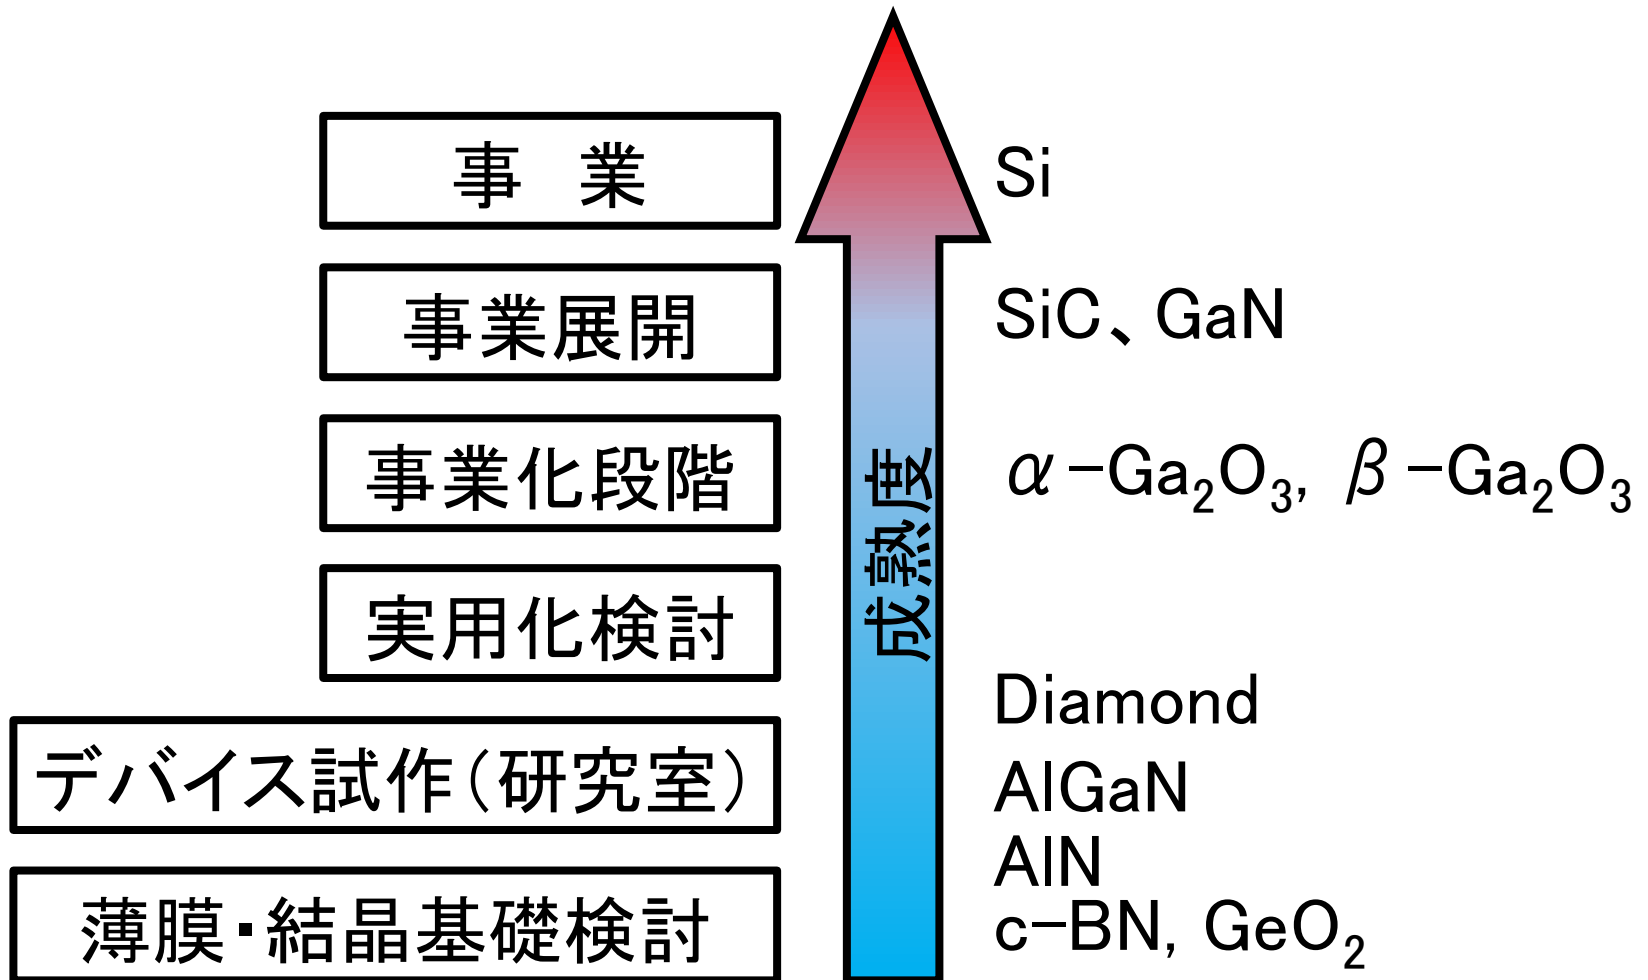 事　業
Si
事業展開
SiC、GaN
事業化段階
α－Ga₂O₃, β－Ga₂O₃
成熟度
実用化検討
Diamond
デバイス試作（研究室）
AlGaN
AlN
薄膜・結晶基礎検討
c－BN, GeO₂